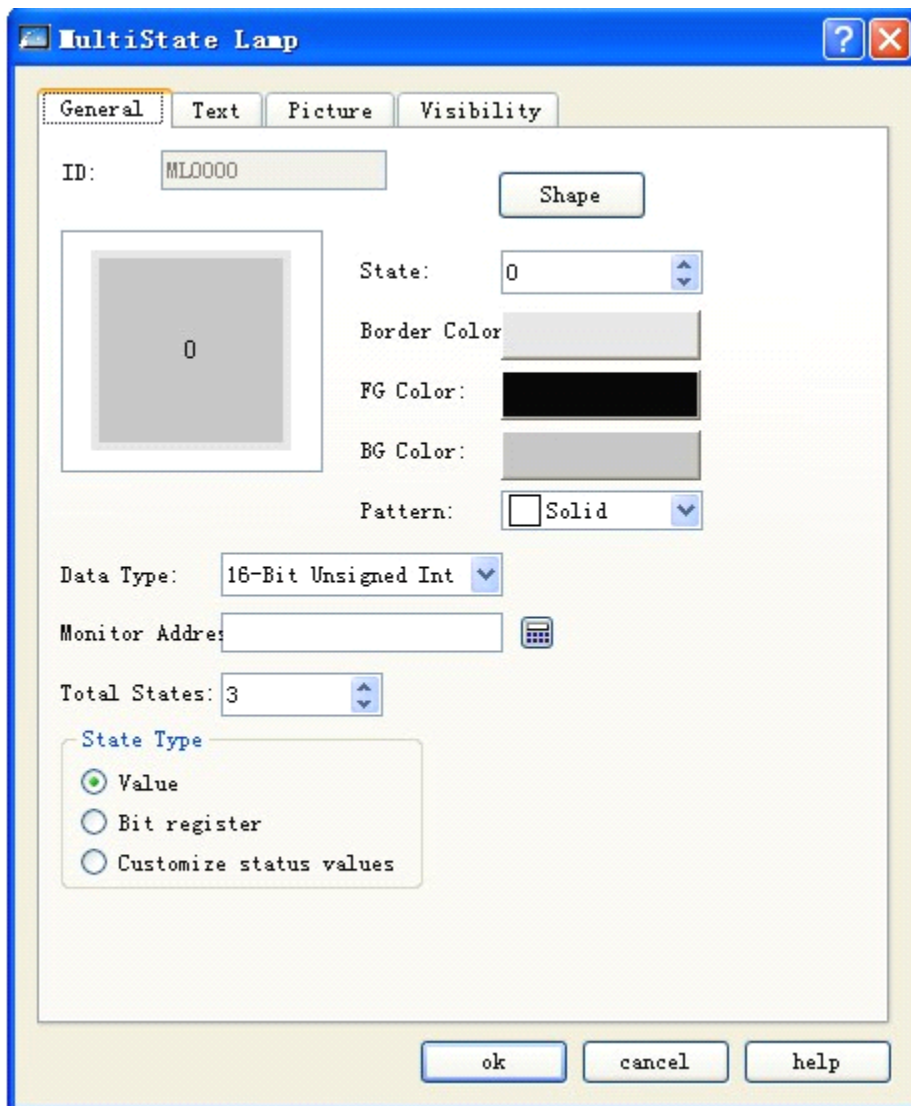 MultiState Lamp
General Text Picture Visibility
ID: ML0000
Shape
0
State: 0
Border Color
FG Color:
BG Color:
Pattern: Solid
Data Type: 16-Bit Unsigned Int
Monitor Addres
Total States: 3
State Type
Value
Bit register
Customize status values
ok cancel help